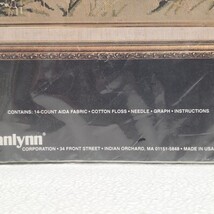 CONTAINS: 14-COUNT AIDA FABRIC • COTTON FLOSS • NEEDLE • GRAPH • INSTRUCTIONS
anlynn®
CORPORATION • 34 FRONT STREET • INDIAN ORCHARD, MA 01151-5848 • MADE IN USA